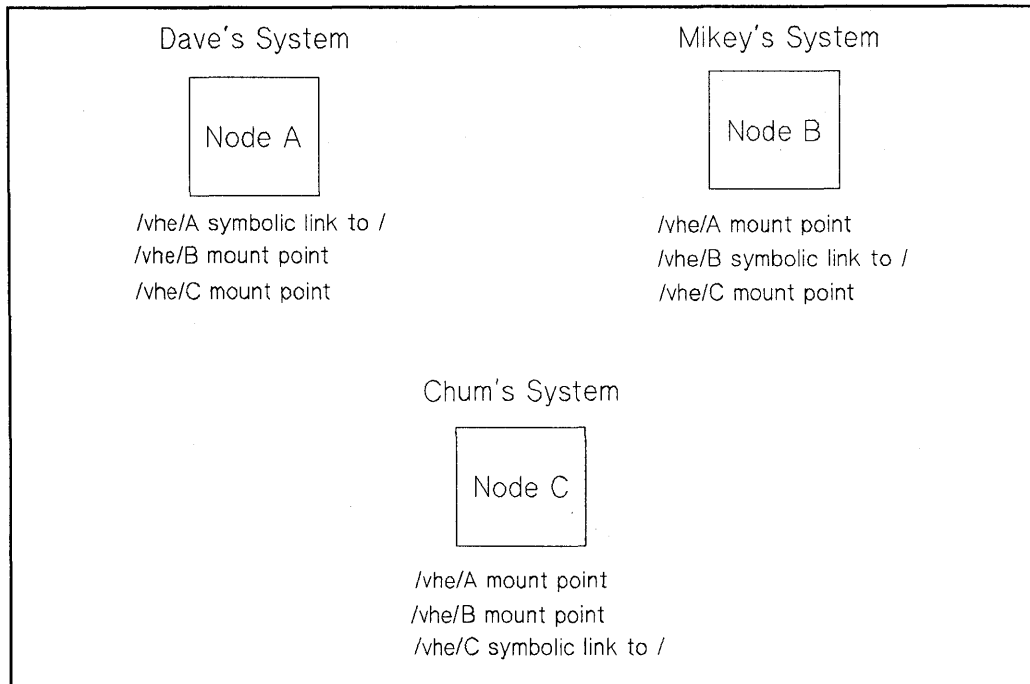 Dave's System
Node A
/vhe/A symbolic link to /
/vhe/B mount point
/vhe/C mount point
Mikey's System
Node B
/vhe/A mount point
/vhe/B symbolic link to /
/vhe/C mount point
Chum's System
Node C
/vhe/A mount point
/vhe/B mount point
/vhe/C symbolic link to /